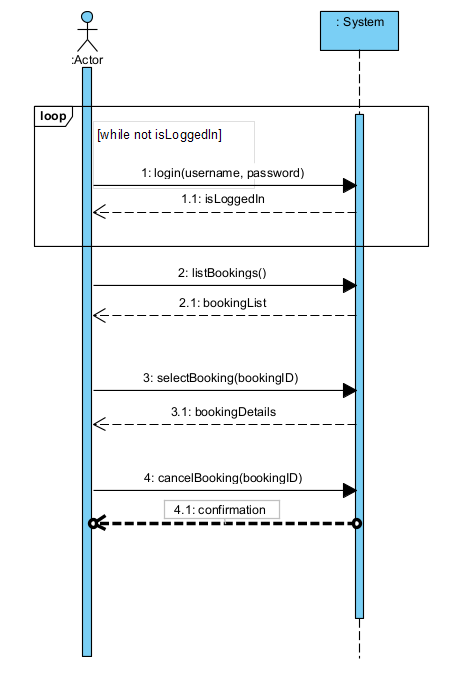 : System
:Actor
loop
[while not isLoggedIn]
1: login(username, password)
1.1: isLoggedIn
2: listBookings()
2.1: bookingList
3: selectBooking(bookingID)
3.1: bookingDetails
4: cancelBooking(bookingID)
4.1: confirmation